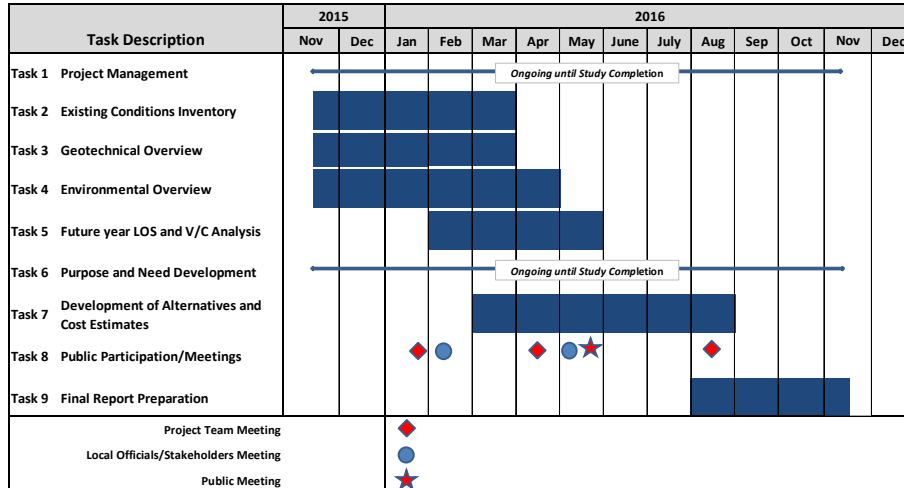 2015 2016
Task Description Nov Dec Jan Feb Mar Apr May June July Aug Sep Oct Nov Dec
Task 1 Project Management Ongoing until Study Completion
Task 2 Existing Conditions Inventory
Task 3 Geotechnical Overview
Task 4 Environmental Overview
Task 5 Future year LOS and V/C Analysis
Task 6 Purpose and Need Development Ongoing until Study Completion
Task 7 Development of Alternatives and
Cost Estimates
Task 8 Public Participation/Meetings
Task 9 Final Report Preparation
Project Team Meeting
Local Officials/Stakeholders Meeting
Public Meeting